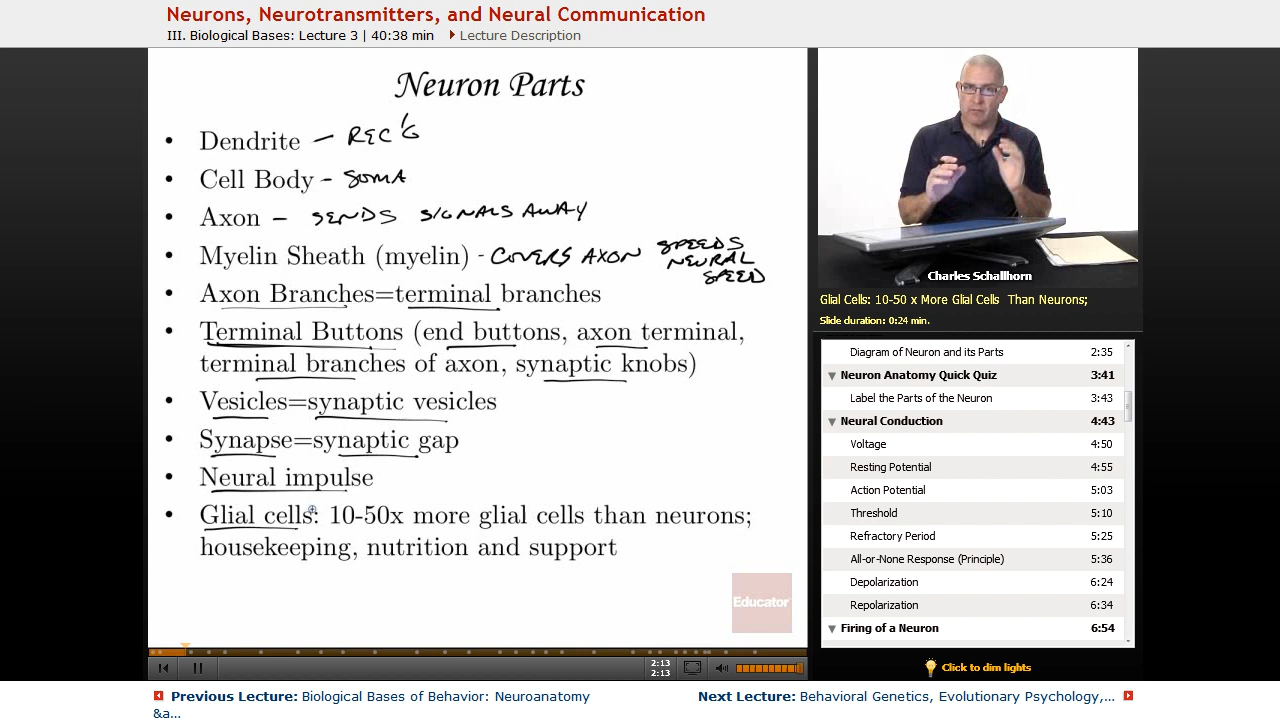 Neurons, Neurotransmitters, and Neural Communication
III. Biological Bases: Lecture 3 | 40:38 min Lecture Description
Neuron Parts
• Dendrite – REC'G
• Cell Body – SOMA
• Axon – SENDS SIGNALS AWAY
• Myelin Sheath (myelin) - COVERS AXON SPEEDS NEURAL SPEED
• Axon Branches=terminal branches
• Terminal Buttons (end buttons, axon terminal,
terminal branches of axon, synaptic knobs)
• Vesicles=synaptic vesicles
• Synapse=synaptic gap
• Neural impulse
• Glial cells: 10-50x more glial cells than neurons;
housekeeping, nutrition and support
Educator
2:13
2:13
Charles Schallhorn
Glial Cells: 10-50 x More Glial Cells Than Neurons;
Slide duration: 0:24 min.
Diagram of Neuron and its Parts 2:35
Neuron Anatomy Quick Quiz 3:41
Label the Parts of the Neuron 3:43
Neural Conduction 4:43
Voltage 4:50
Resting Potential 4:55
Action Potential 5:03
Threshold 5:10
Refractory Period 5:25
All-or-None Response (Principle) 5:36
Depolarization 6:24
Repolarization 6:34
Firing of a Neuron 6:54
Click to dim lights
Previous Lecture: Biological Bases of Behavior: Neuroanatomy
&a...
Next Lecture: Behavioral Genetics, Evolutionary Psychology,...